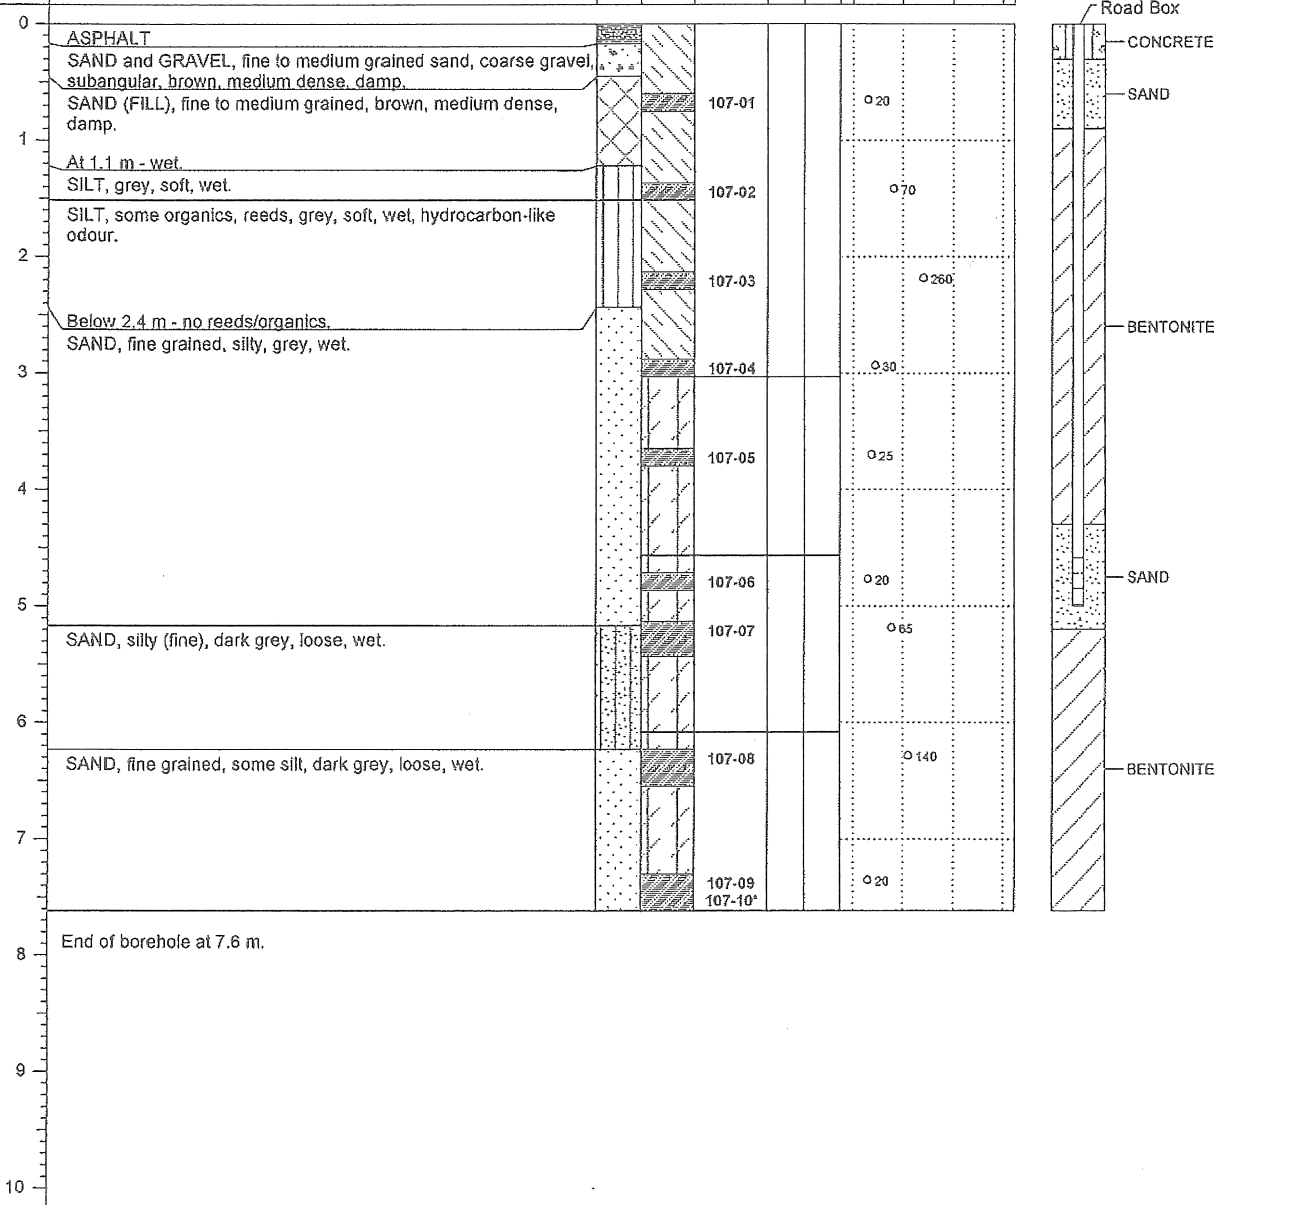 Road Box
0
ASPHALT
CONCRETE
SAND and GRAVEL, fine to medium grained sand, coarse gravel,
subangular, brown, medium dense, damp.
SAND
SAND (FILL), fine to medium grained, brown, medium dense,
damp.
107-01
20
1
At 1.1 m - wet.
SILT, grey, soft, wet.
107-02
70
SILT, some organics, reeds, grey, soft, wet, hydrocarbon-like
odour.
2
107-03
260
Below 2.4 m - no reeds/organics.
BENTONITE
SAND, fine grained, silty, grey, wet.
3
107-04
30
107-05
25
4
107-06
20
SAND
5
107-07
65
SAND, silty (fine), dark grey, loose, wet.
6
107-08
140
SAND, fine grained, some silt, dark grey, loose, wet.
BENTONITE
7
107-09
20
107-10*
End of borehole at 7.6 m.
8
9
10